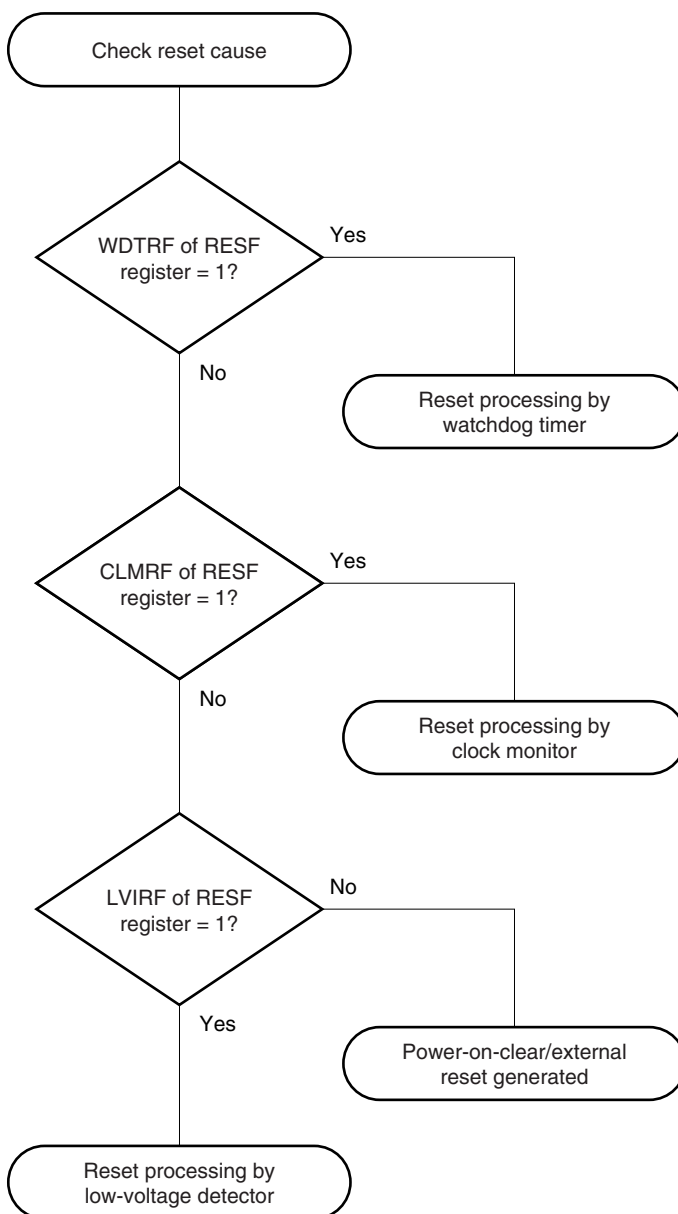 Check reset cause
WDTRF of RESF
register = 1?
Yes
No
Reset processing by
watchdog timer
CLMRF of RESF
register = 1?
Yes
No
Reset processing by
clock monitor
LVIRF of RESF
register = 1?
No
Yes
Power-on-clear/external
reset generated
Reset processing by
low-voltage detector